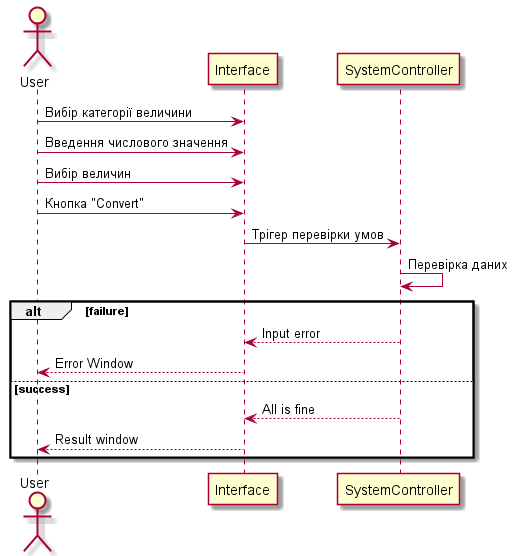 User
Interface
SystemController
Вибір категорії величини
Введення числового значення
Вибір величин
Кнопка "Convert"
Трігер перевірки умов
Перевірка даних
alt
[failure]
Input error
Error Window
[success]
All is fine
Result window
User
Interface
SystemController